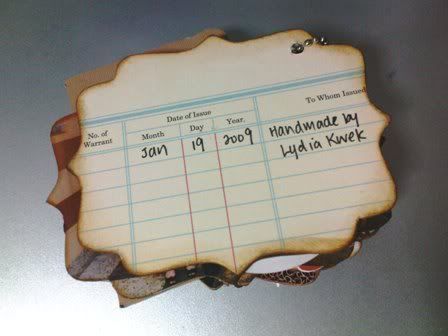 Date of Issue
To Whom Issued
No. of
Warrant
Month Day Year.
Jan 19 2009 Handmade by
Lydia Kwek